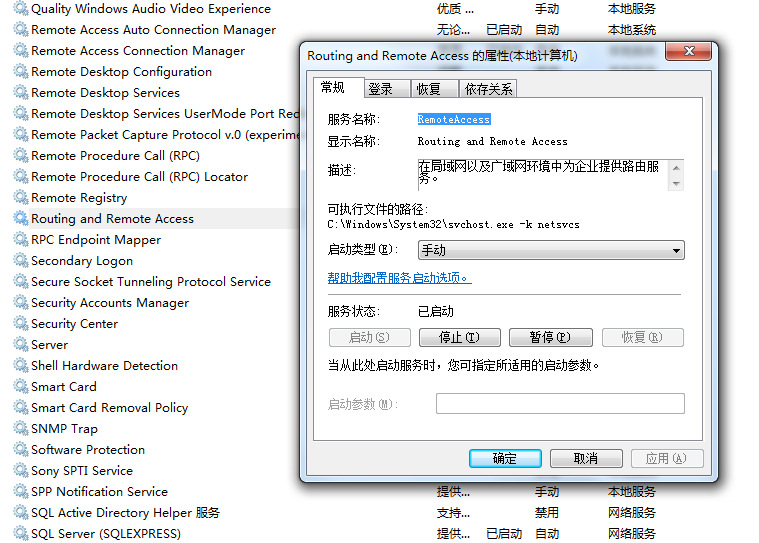 Quality Windows Audio Video Experience 优质 ... 手动 本地服务
Remote Access Auto Connection Manager 无论... 已启动 自动 本地系统
Remote Access Connection Manager
Remote Desktop Configuration
Remote Desktop Services
Remote Desktop Services UserMode Port Red
Remote Packet Capture Protocol v.0 (experime
Remote Procedure Call (RPC)
Remote Procedure Call (RPC) Locator
Remote Registry
Routing and Remote Access
RPC Endpoint Mapper
Secondary Logon
Secure Socket Tunneling Protocol Service
Security Accounts Manager
Security Center
Server
Shell Hardware Detection
Smart Card
Smart Card Removal Policy
SNMP Trap
Software Protection
Sony SPTI Service
SPP Notification Service 提供... 手动 本地服务
SQL Active Directory Helper 服务 支持... 禁用 网络服务
SQL Server (SQLEXPRESS) 提供... 已启动 自动 网络服务
Routing and Remote Access 的属性(本地计算机)
常规 登录 恢复 依存关系
服务名称: RemoteAccess
显示名称: Routing and Remote Access
描述: 在局域网以及广域网环境中为企业提供路由服
务。
可执行文件的路径:
C:\Windows\System32\svchost.exe -k netsvcs
启动类型(E): 手动
帮助我配置服务启动选项。
服务状态: 已启动
启动(S) 停止(T) 暂停(P) 恢复(R)
当从此处启动服务时，您可指定所适用的启动参数。
启动参数(M):
确定 取消 应用(A)